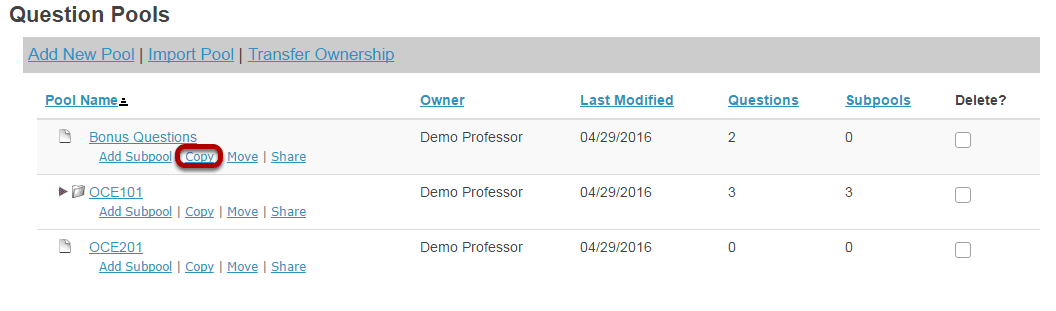 Question Pools
Add New Pool | Import Pool | Transfer Ownership
Pool Name Owner Last Modified Questions Subpools Delete?
Bonus Questions Demo Professor 04/29/2016 2 0
Add Subpool Copy Move | Share
OCE101 Demo Professor 04/29/2016 3 3
Add Subpool | Copy | Move | Share
OCE201 Demo Professor 04/29/2016 0 0
Add Subpool | Copy | Move | Share